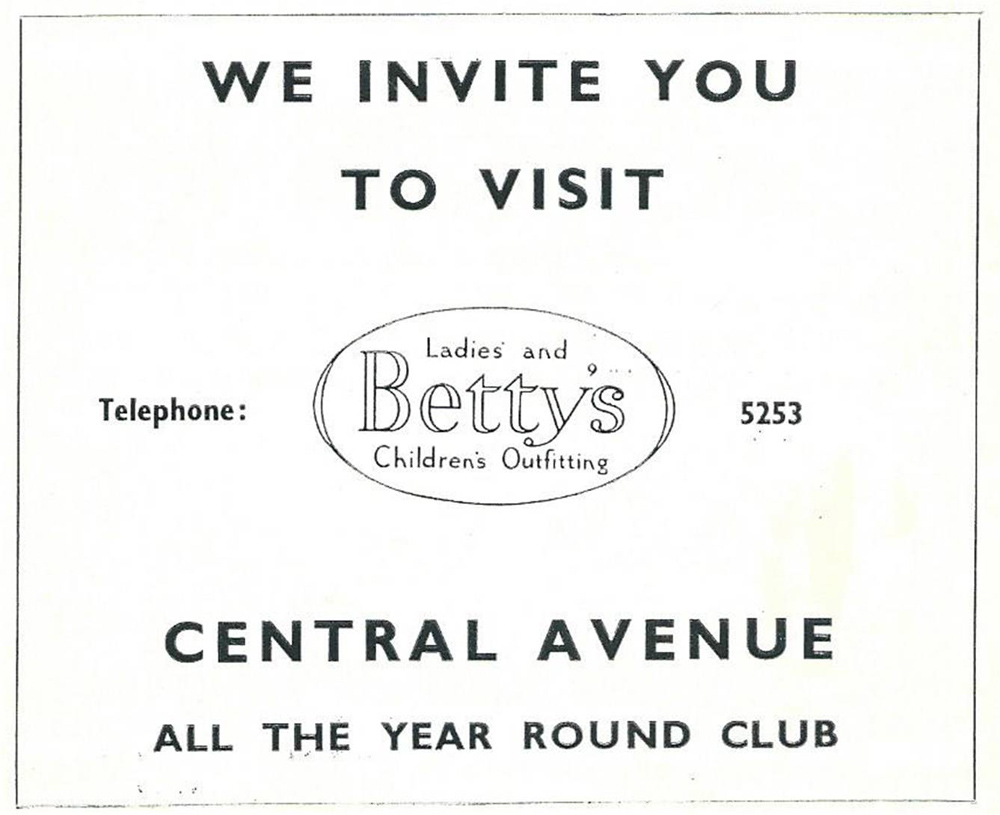 WE INVITE YOU
TO VISIT
Ladies' and
Telephone: Betty's 5253
Children's Outfitting
CENTRAL AVENUE
ALL THE YEAR ROUND CLUB